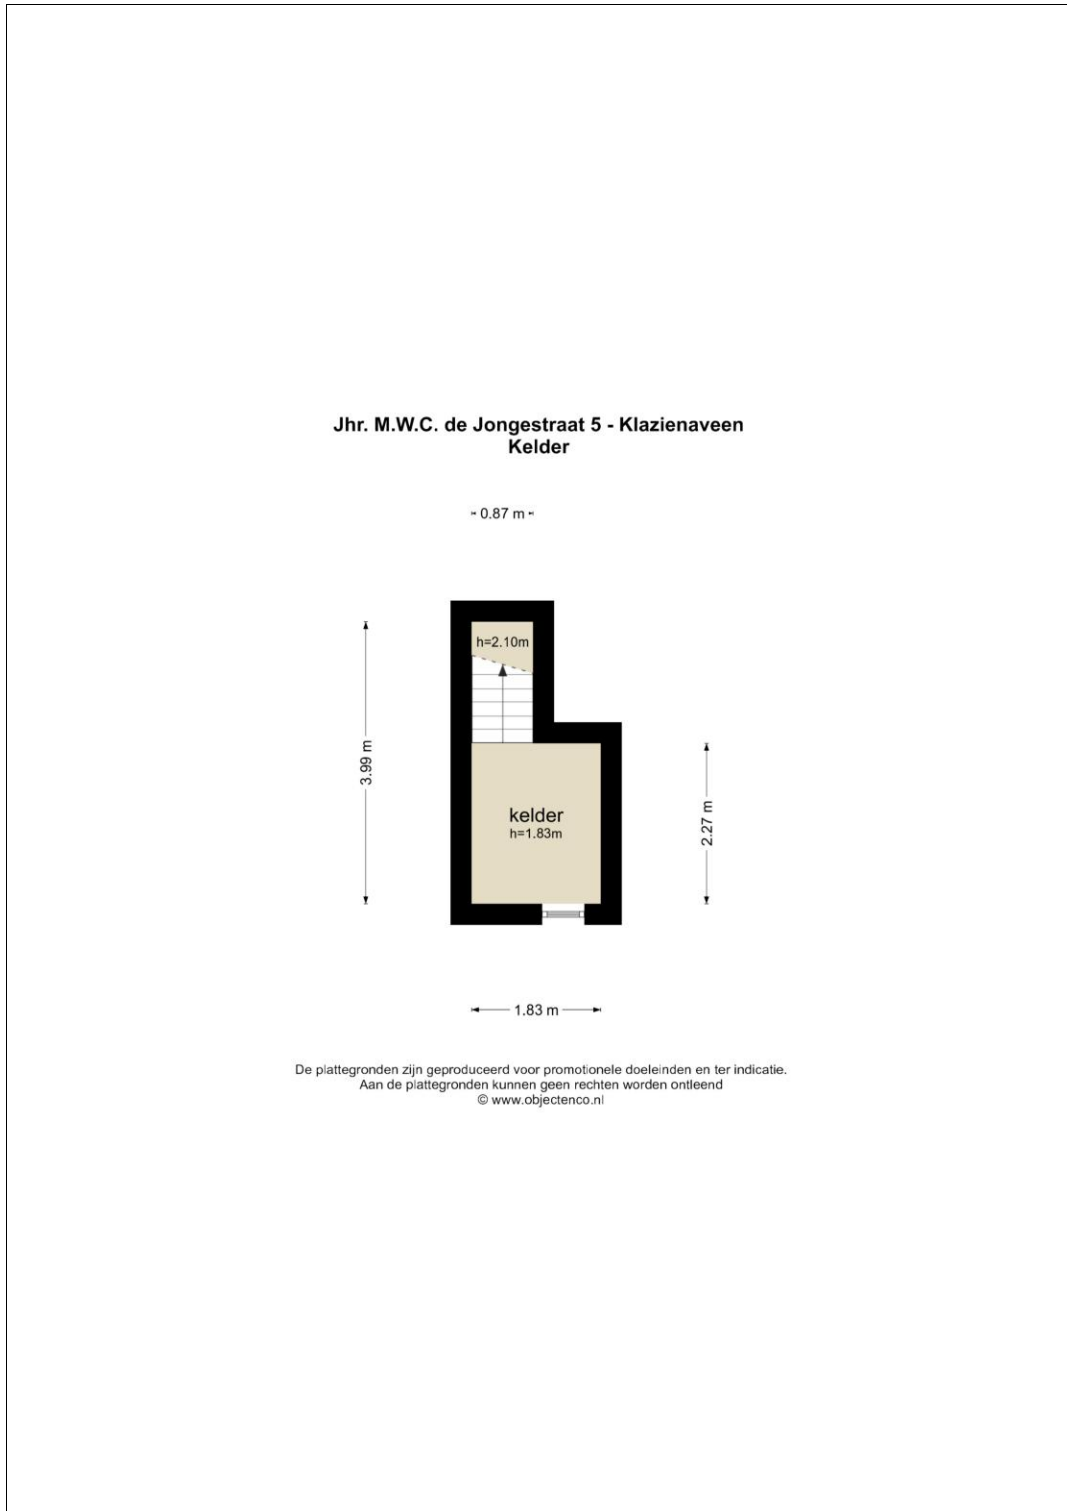 Jhr. M.W.C. de Jongestraat 5 - Klazienaveen
Kelder
0.87 m
h=2.10m
3.99 m
kelder
h=1.83m
2.27 m
1.83 m
De plattegronden zijn geproduceerd voor promotionele doeleinden en ter indicatie.
Aan de plattegronden kunnen geen rechten worden ontleend
© www.objectenco.nl